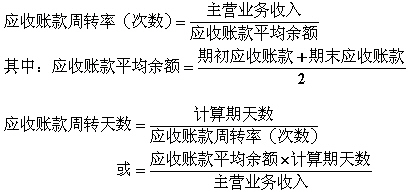 应收账款周转率（次数）=主营业务收入/应收账款平均余额
其中：应收账款平均余额=期初应收账款+期末应收账款/2
应收账款周转天数=计算期天数/应收账款周转率（次数）
或=应收账款平均余额×计算期天数/主营业务收入